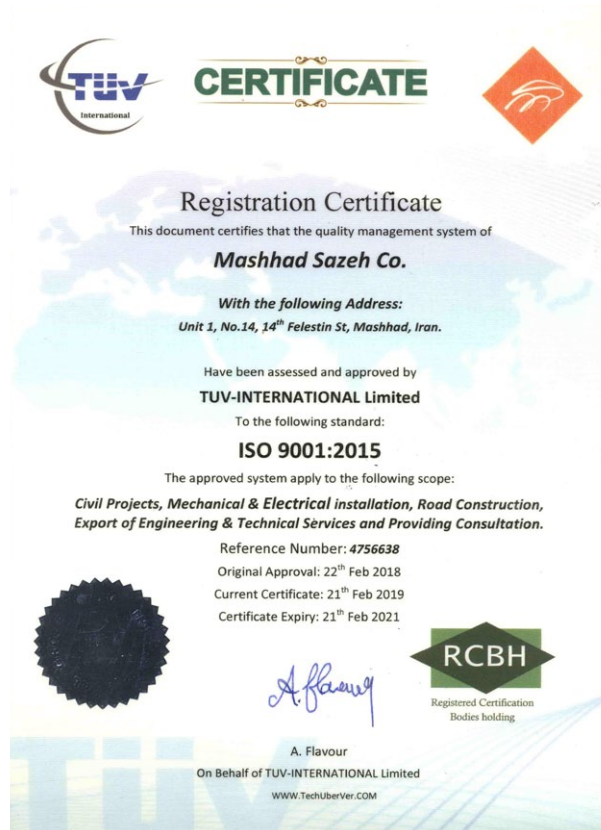 TÜV
International
CERTIFICATE
Registration Certificate
This document certifies that the quality management system of
Mashhad Sazeh Co.
With the following Address:
Unit 1, No.14, 14th Felestin St, Mashhad, Iran.
Have been assessed and approved by
TUV-INTERNATIONAL Limited
To the following standard:
ISO 9001:2015
The approved system apply to the following scope:
Civil Projects, Mechanical & Electrical installation, Road Construction,
Export of Engineering & Technical Services and Providing Consultation.
Reference Number: 4756638
Original Approval: 22th Feb 2018
Current Certificate: 21th Feb 2019
Certificate Expiry: 21th Feb 2021
RCBH
Registered Certification
Bodies holding
A. Flavour
A. Flavour
On Behalf of TUV-INTERNATIONAL Limited
WWW.TechUberVer.COM
TÜV